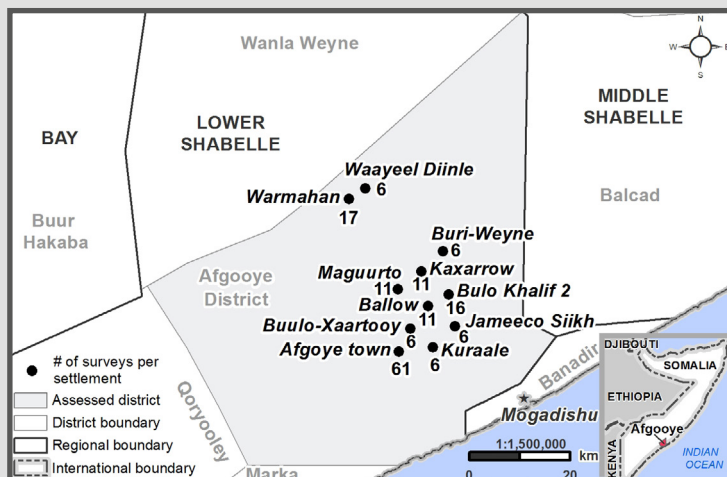 Wanla Weyne
N
W
E
S
BAY
LOWER
SHABELLE
MIDDLE
SHABELLE
Waayeel Diinle
6
Warmahan
17
Balcad
Buur
Hakaba
Buri-Weyne
6
Afgooye
District
Maguurto
11
Kaxarrow
11
Bulo Khalif 2
16
Ballow
11
Buulo-Xaartooy
6
Jameeco Siikh
6
Afgoye town
61
Kuraale
6
# of surveys per
settlement
Assessed district
District boundary
Regional boundary
International boundary
Qoryooley
Marka
Banadir
Mogadishu
1:1,500,000
km
0
20
DJIBOUTI
SOMALIA
ETHIOPIA
Afgooye
KENYA
INDIAN
OCEAN